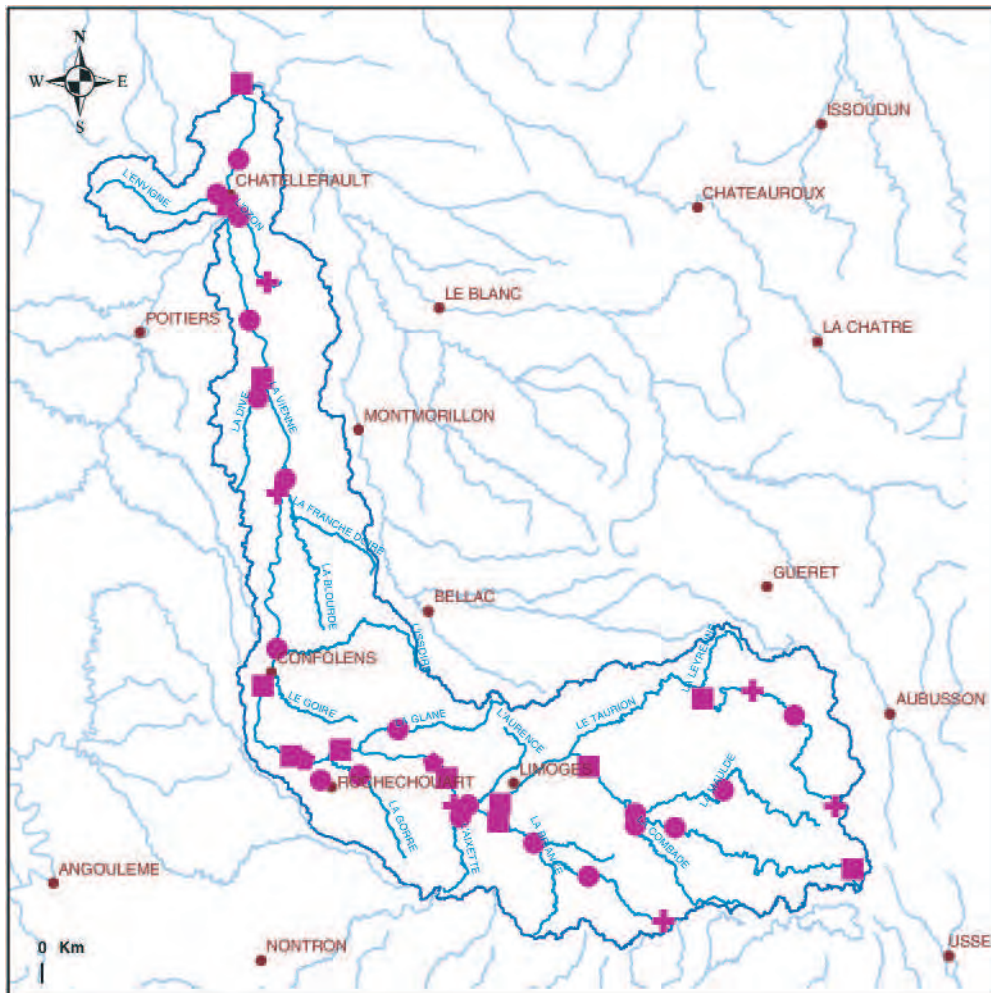 N
W E
S
ISSOUDUN
CHATELLERAULT
L'ENVIGNE
CHATEAUROUX
LE BLANC
POITIERS
LA CHATRE
LA DIVE
LA VIENNE
MONTMORILLON
LA FRANCHE DOIRE
LA BLOURDE
GUERET
BELLAC
L'ISSOIRE
CONFOLENS
LA LEYRENNE
LE GOIRE
LA GLANE
L'AURENCE
LE TAURION
AUBUSSON
LIMOGES
ROCHECHOUART
LA MAULDE
LA GORRE
L'AIXETTE
LA BRIANCE
COMBADE
ANGOULEME
NONTRON
USSE
0 Km